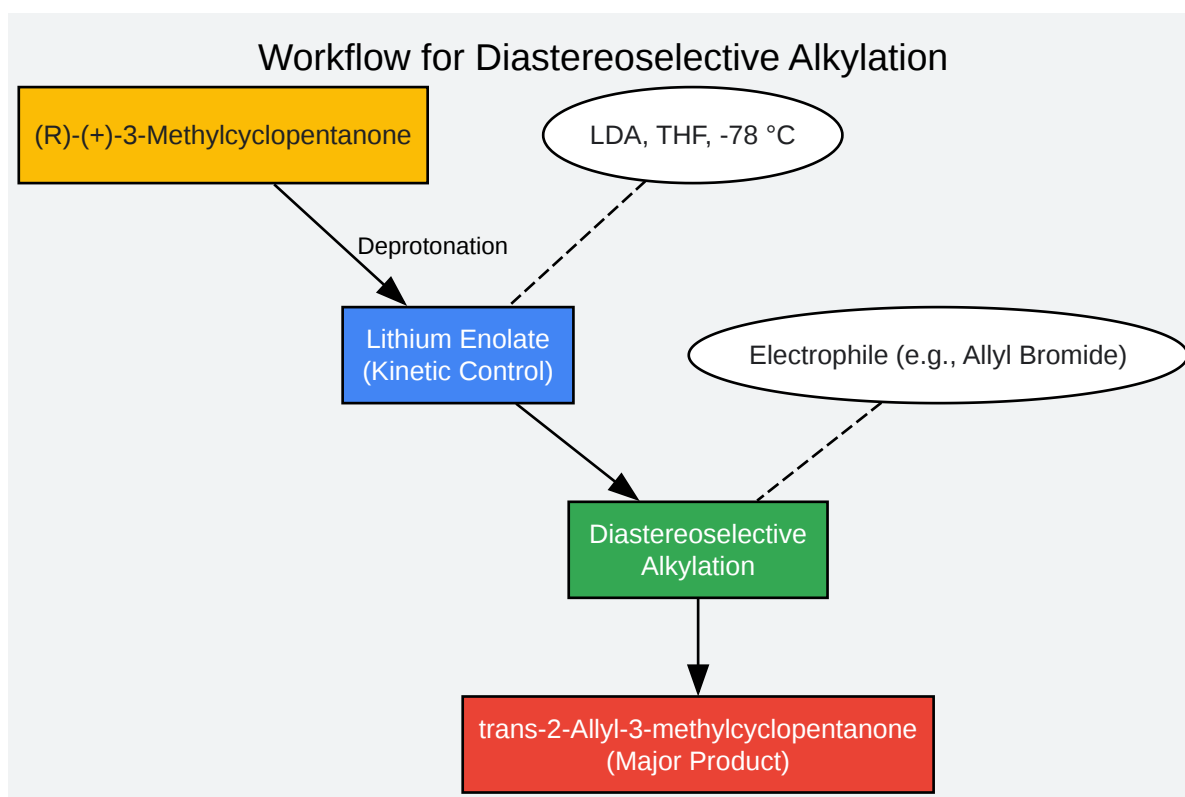 Workflow for Diastereoselective Alkylation
(R)-(+)-3-Methylcyclopentanone
LDA, THF, -78 °C
Deprotonation
Lithium Enolate
(Kinetic Control)
Electrophile (e.g., Allyl Bromide)
Diastereoselective
Alkylation
trans-2-Allyl-3-methylcyclopentanone
(Major Product)